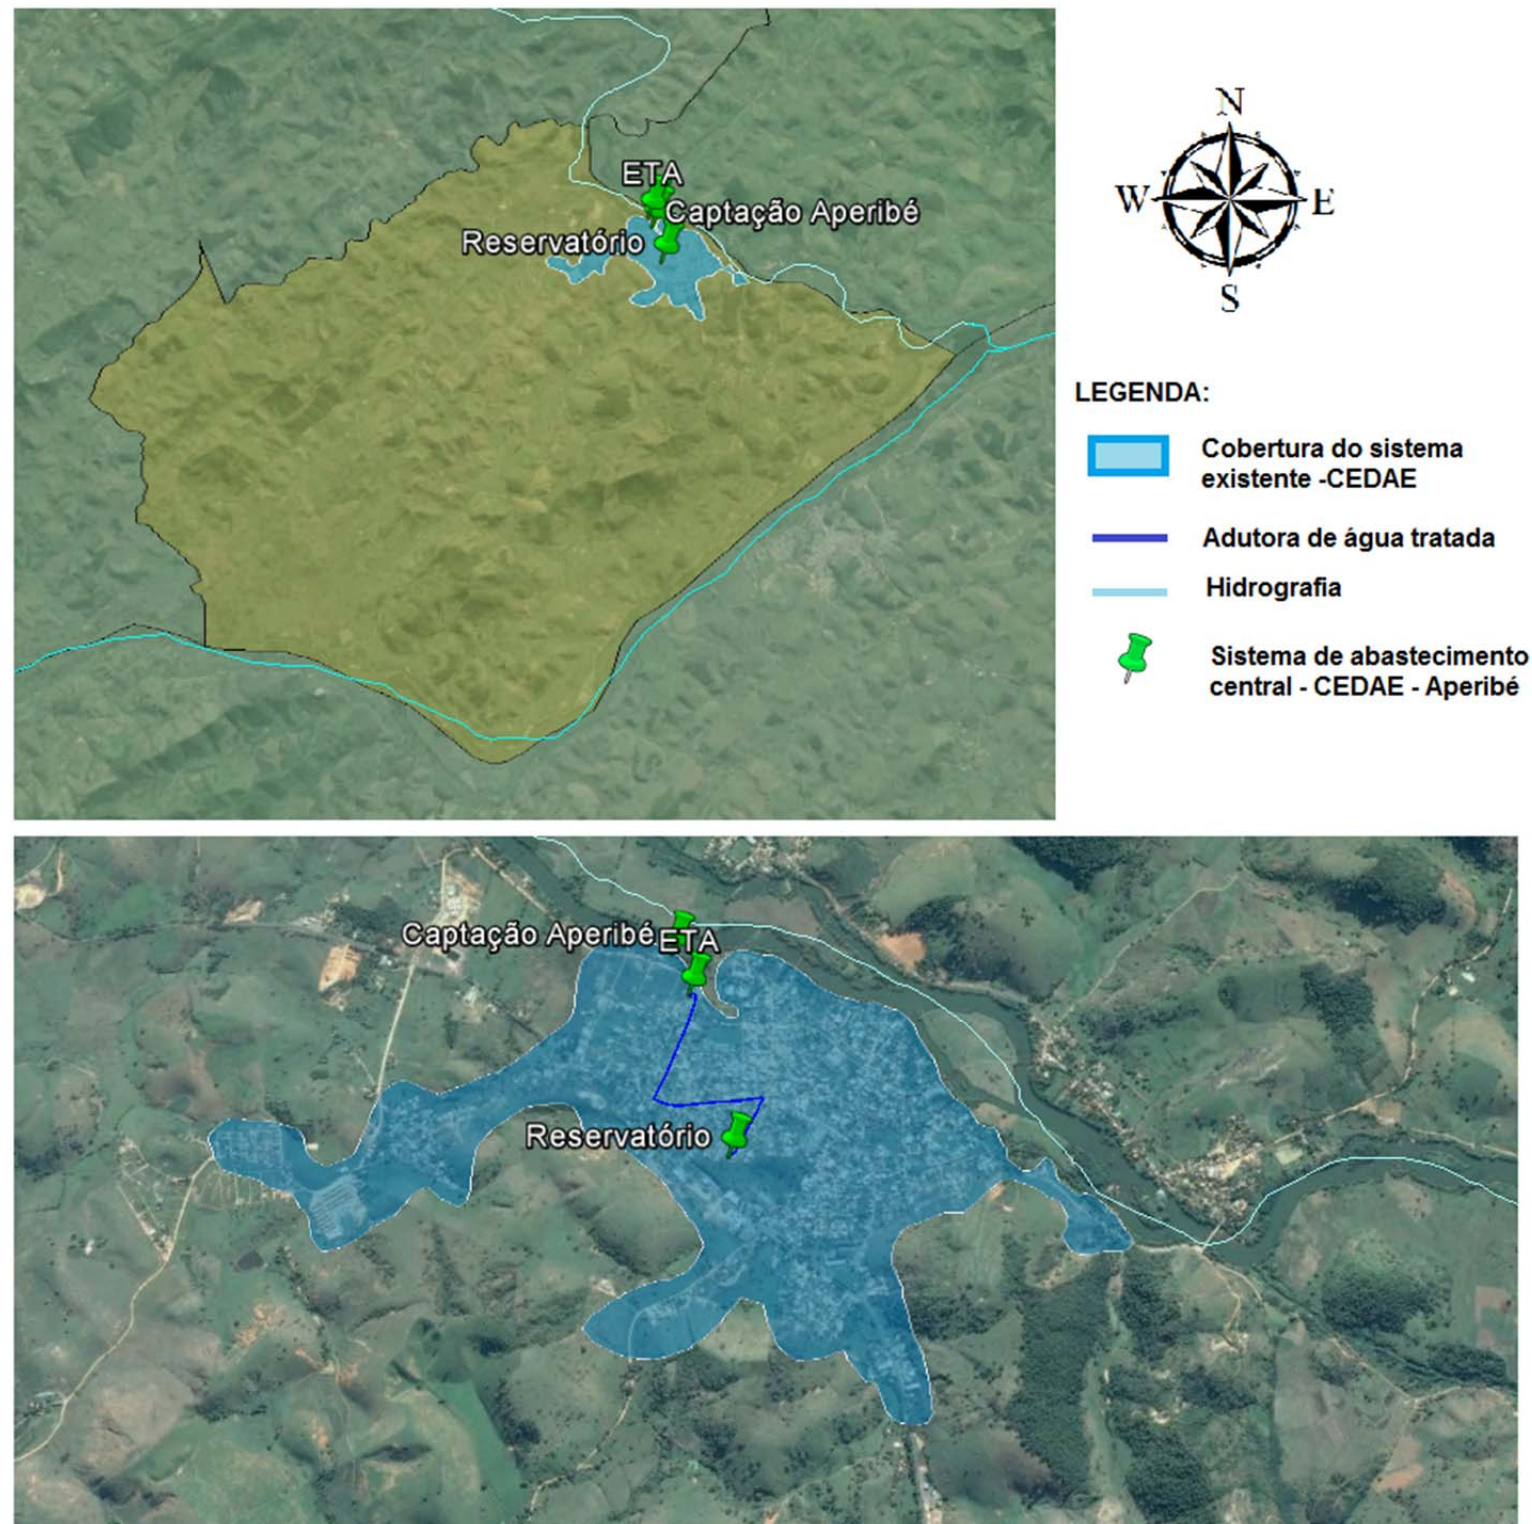 ETA
Captação Aperibé
Reservatório
N
W
E
S
LEGENDA:
Cobertura do sistema
existente -CEDAE
Adutora de água tratada
Hidrografia
Sistema de abastecimento
central - CEDAE - Aperibé
Captação Aperibé
ETA
Reservatório